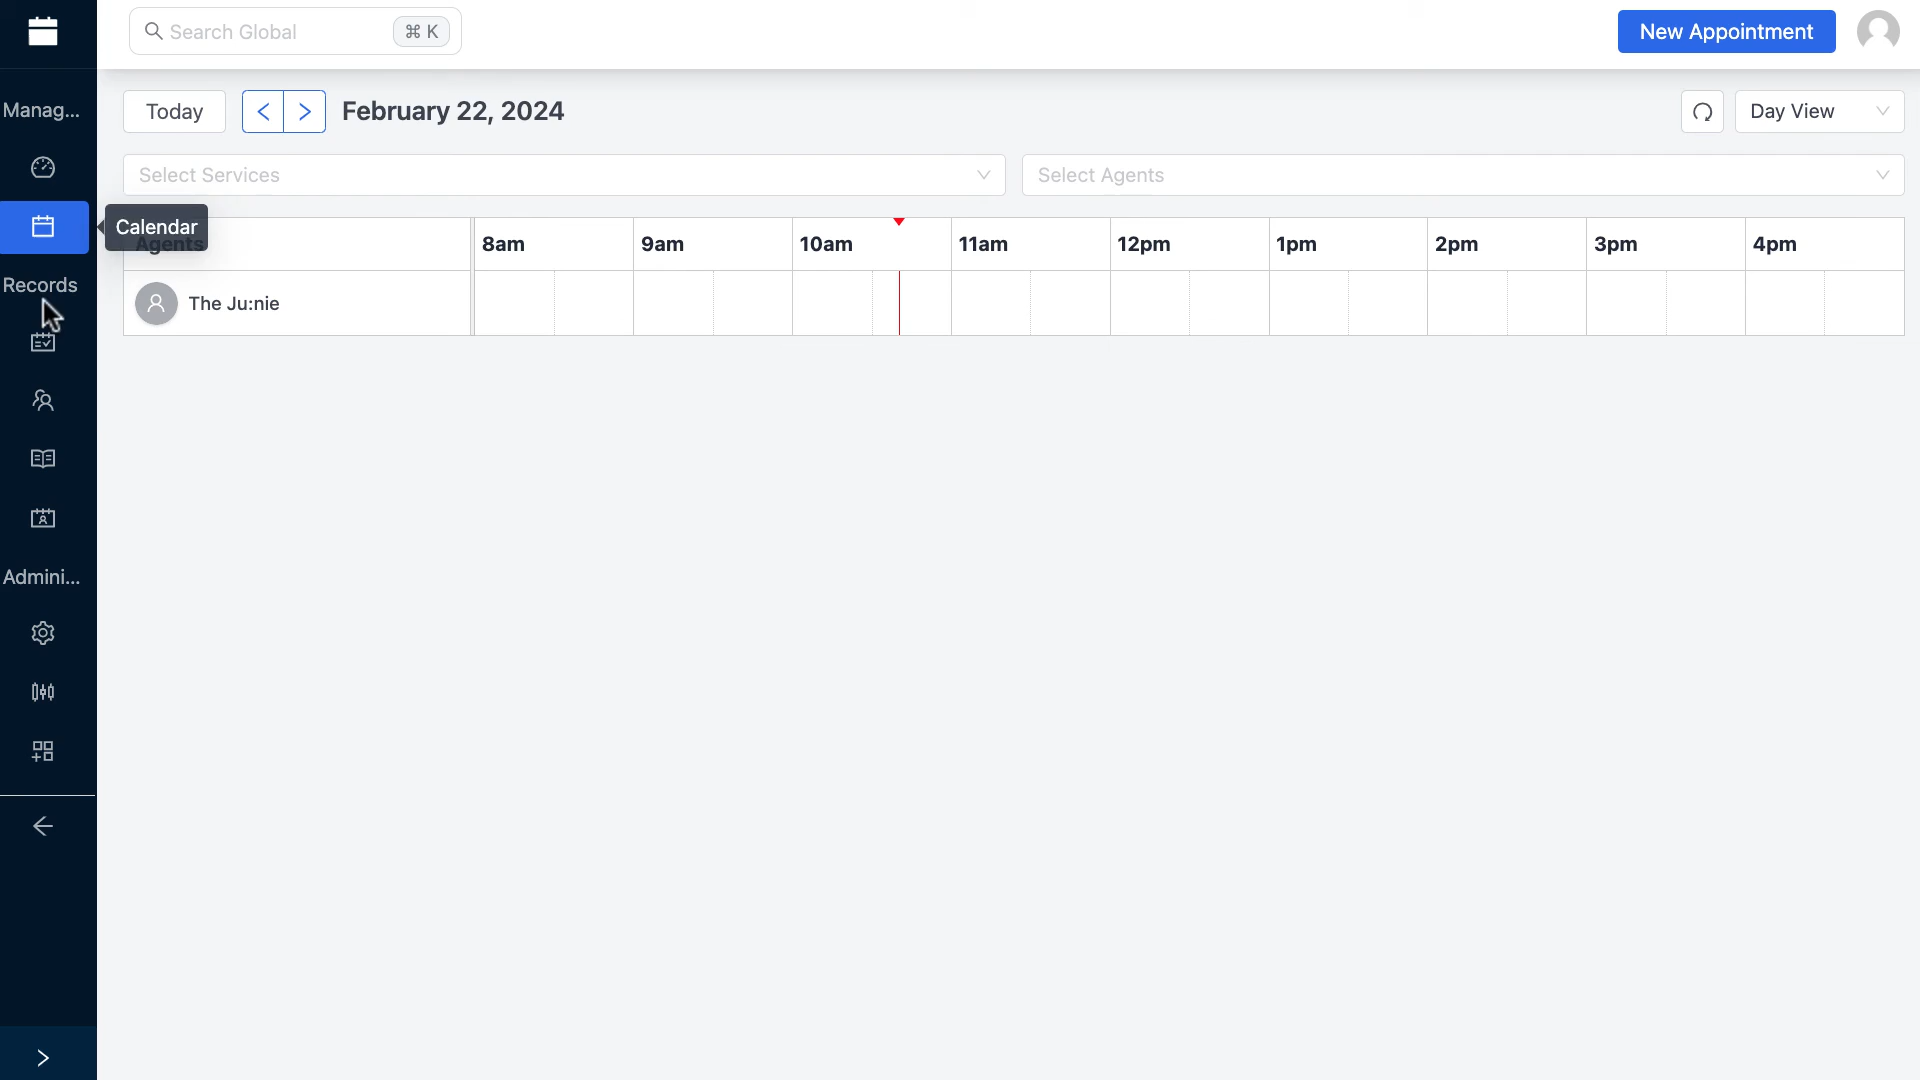 Search Global ⌘ K
New Appointment
Manag...
Today
February 22, 2024
Day View
Select Services
Select Agents
Calendar
Agents
8am 9am 10am 11am 12pm 1pm 2pm 3pm 4pm
Records
The Ju:nie
Admini...